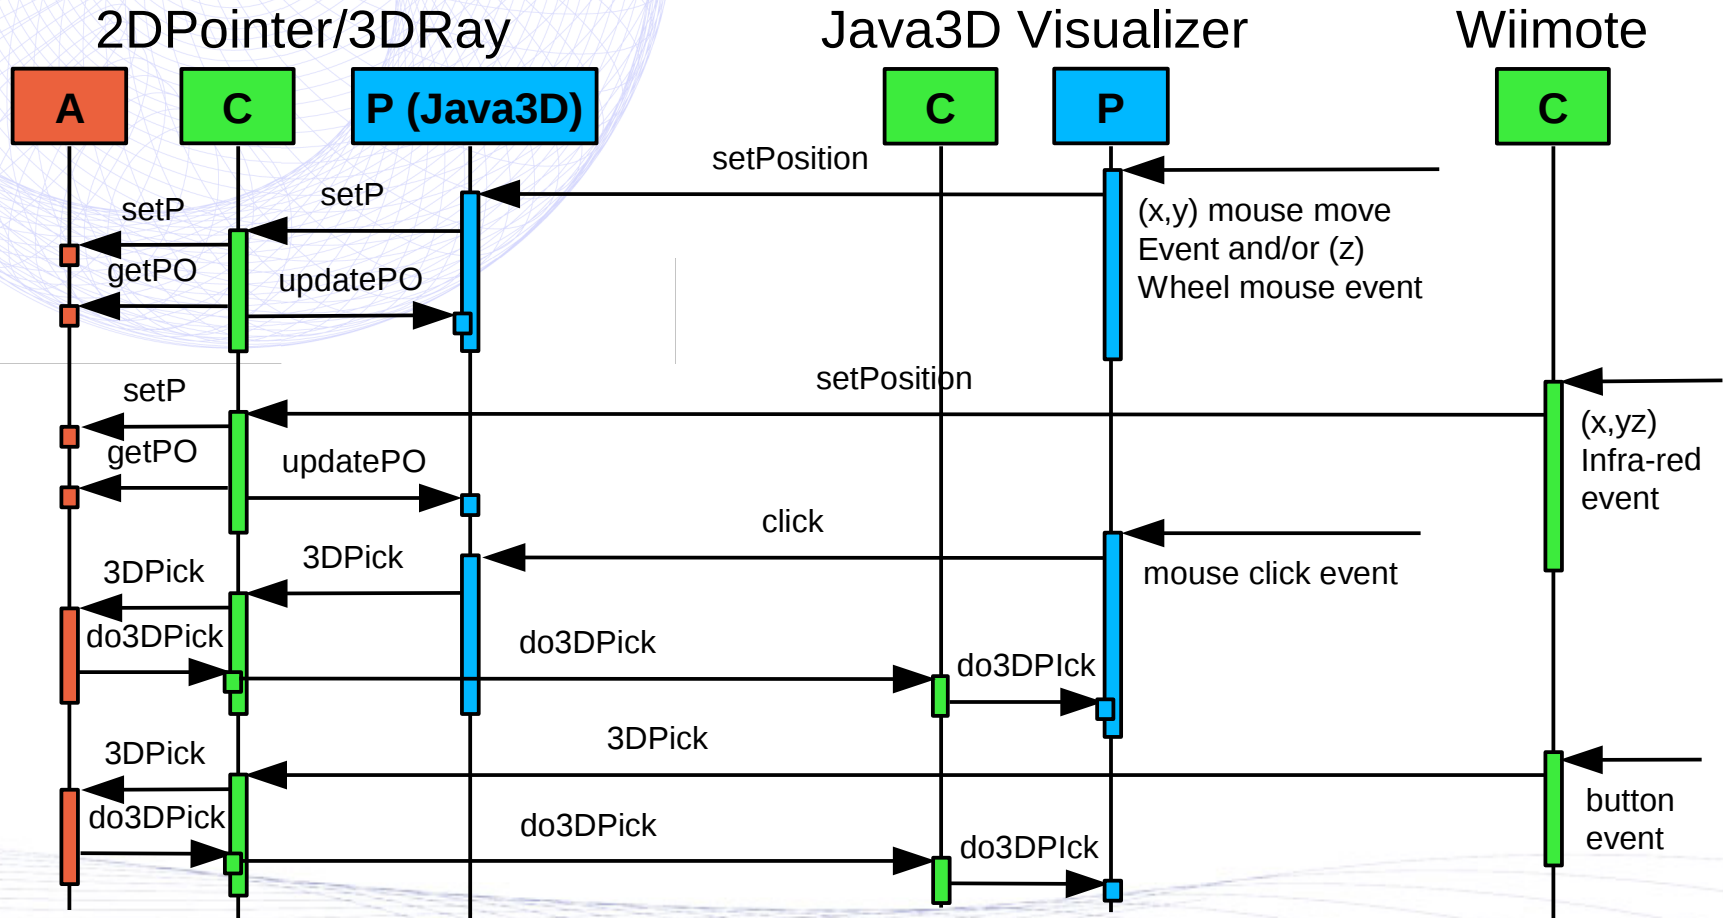 2DPointer/3DRay
Java3D Visualizer
Wiimote
A
C
P (Java3D)
C
P
C
setPosition
setP
setP
(x,y) mouse move
Event and/or (z)
Wheel mouse event
getPO
updatePO
setPosition
setP
(x,yz)
Infra-red
event
getPO
updatePO
click
mouse click event
3DPick
3DPick
do3DPick
do3DPick
do3DPIck
3DPick
3DPick
button
event
do3DPick
do3DPick
do3DPIck